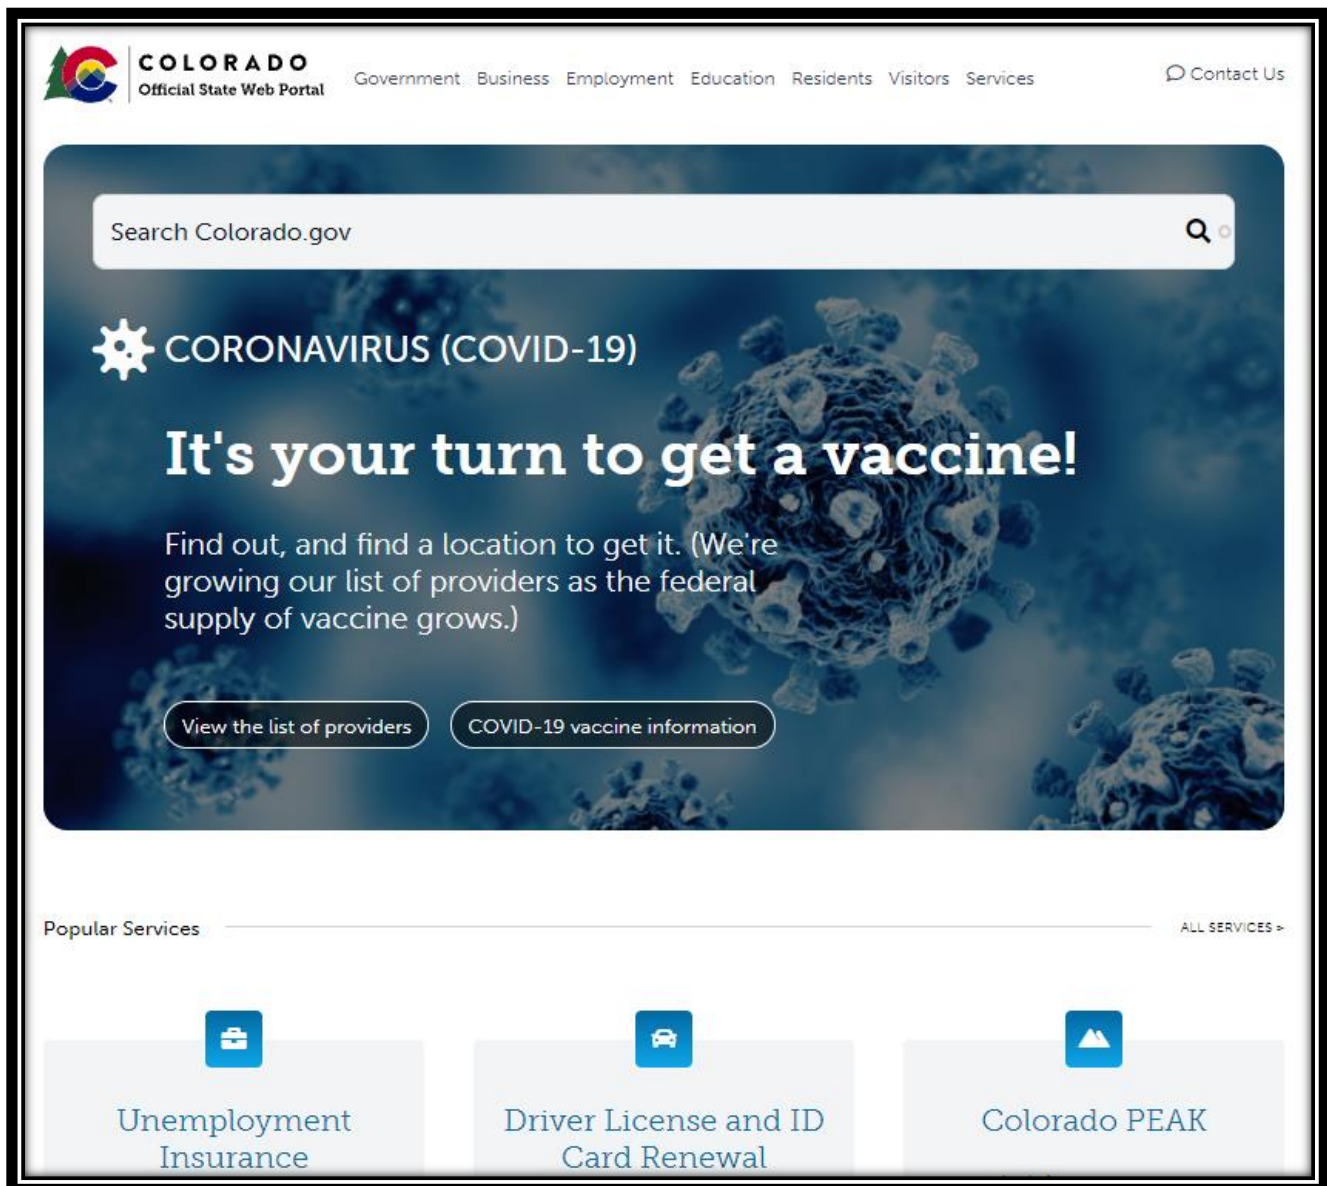 COLORADO
Official State Web Portal
Government Business Employment Education Residents Visitors Services
Contact Us
Search Colorado.gov
CORONAVIRUS (COVID-19)
It's your turn to get a vaccine!
Find out, and find a location to get it. (We're
growing our list of providers as the federal
supply of vaccine grows.)
View the list of providers
COVID-19 vaccine information
Popular Services
ALL SERVICES >
Unemployment
Insurance
Driver License and ID
Card Renewal
Colorado PEAK